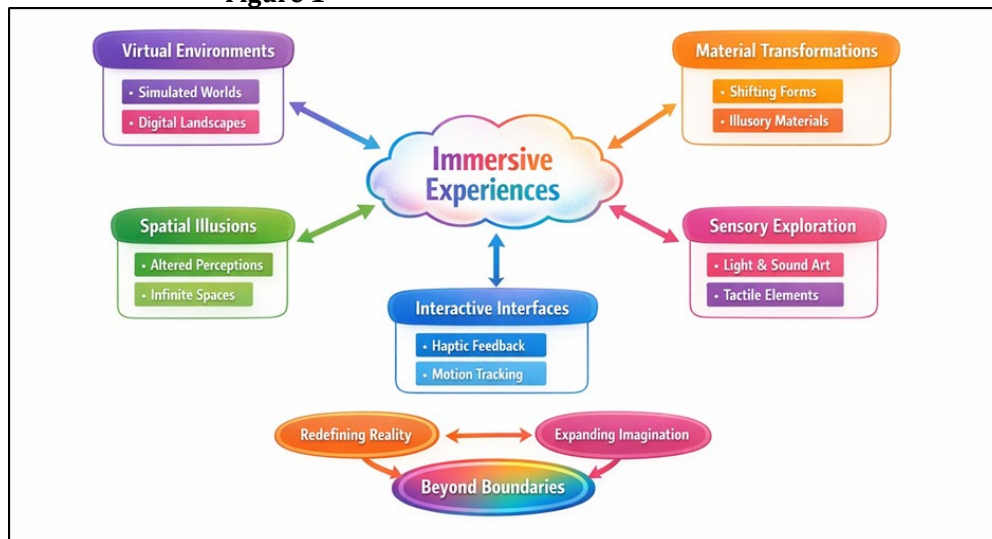 Figure 1
Virtual Environments
• Simulated Worlds
• Digital Landscapes
Material Transformations
• Shifting Forms
• Illusory Materials
Immersive
Experiences
Spatial Illusions
• Altered Perceptions
• Infinite Spaces
Sensory Exploration
• Light & Sound Art
• Tactile Elements
Interactive Interfaces
• Haptic Feedback
• Motion Tracking
Redefining Reality
Expanding Imagination
Beyond Boundaries